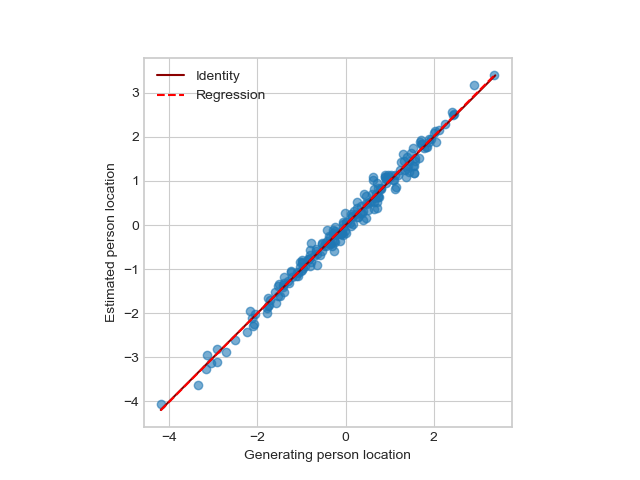 Identity
Regression
3
2
1
0
−1
−2
−3
−4
Estimated person location
−4 −2 0 2
Generating person location